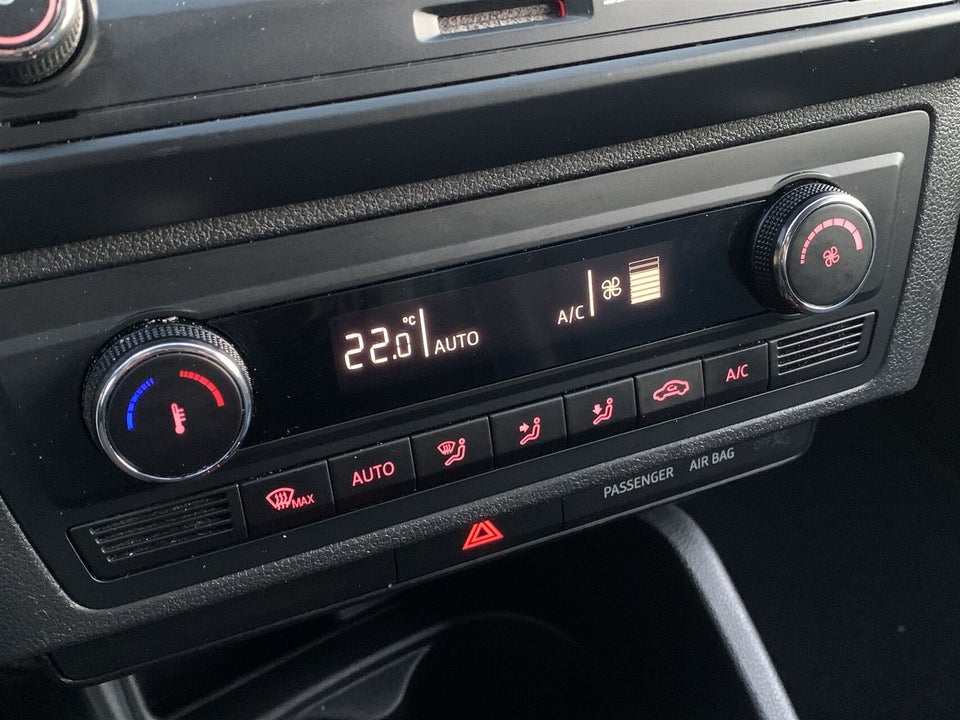 22.0 °C AUTO A/C
MAX AUTO A/C
PASSENGER AIR BAG